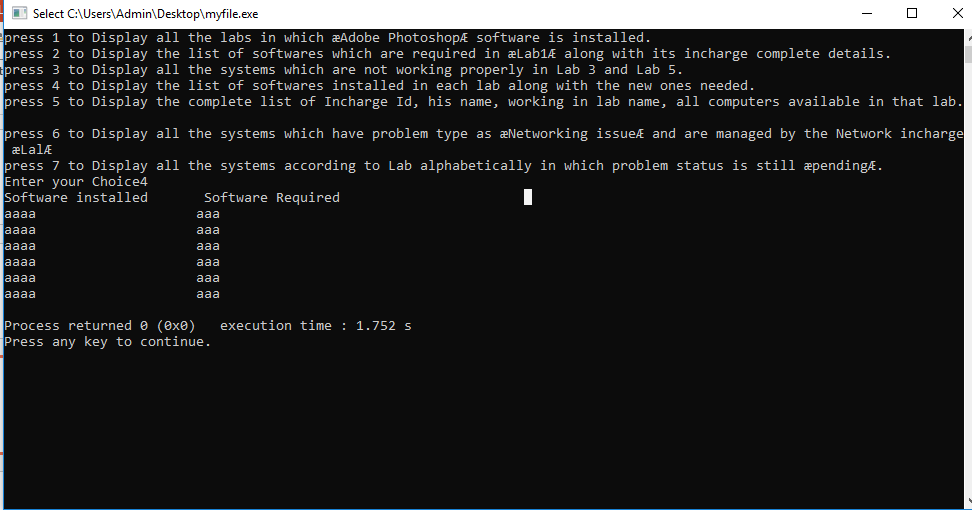 Select C:\Users\Admin\Desktop\myfile.exe
press 1 to Display all the labs in which æAdobe PhotoshopÆ software is installed.
press 2 to Display the list of softwares which are required in æLab1Æ along with its incharge complete details.
press 3 to Display all the systems which are not working properly in Lab 3 and Lab 5.
press 4 to Display the list of softwares installed in each lab along with the new ones needed.
press 5 to Display the complete list of Incharge Id, his name, working in lab name, all computers available in that lab.
press 6 to Display all the systems which have problem type as æNetworking issueÆ and are managed by the Network incharge
æLalÆ
press 7 to Display all the systems according to Lab alphabetically in which problem status is still æpendingÆ.
Enter your Choice4
Software installed Software Required
aaaa aaa
aaaa aaa
aaaa aaa
aaaa aaa
aaaa aaa
aaaa aaa
Process returned 0 (0x0) execution time : 1.752 s
Press any key to continue.